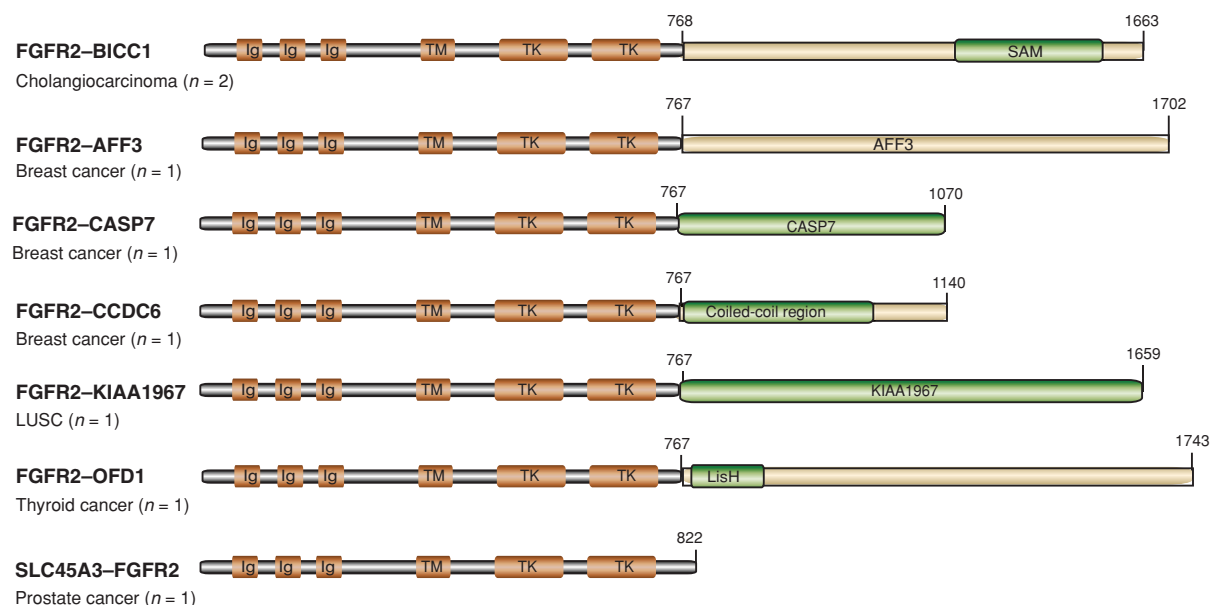 768 1663
FGFR2–BICC1 Ig Ig Ig TM TK TK SAM
Cholangiocarcinoma (n = 2)
767 1702
FGFR2–AFF3 Ig Ig Ig TM TK TK AFF3
Breast cancer (n = 1)
767 1070
FGFR2–CASP7 Ig Ig Ig TM TK TK CASP7
Breast cancer (n = 1)
767 1140
FGFR2–CCDC6 Ig Ig Ig TM TK TK Coiled-coil region
Breast cancer (n = 1)
767 1659
FGFR2–KIAA1967 Ig Ig Ig TM TK TK KIAA1967
LUSC (n = 1)
767 1743
FGFR2–OFD1 Ig Ig Ig TM TK TK LisH
Thyroid cancer (n = 1)
822
SLC45A3–FGFR2 Ig Ig Ig TM TK TK
Prostate cancer (n = 1)